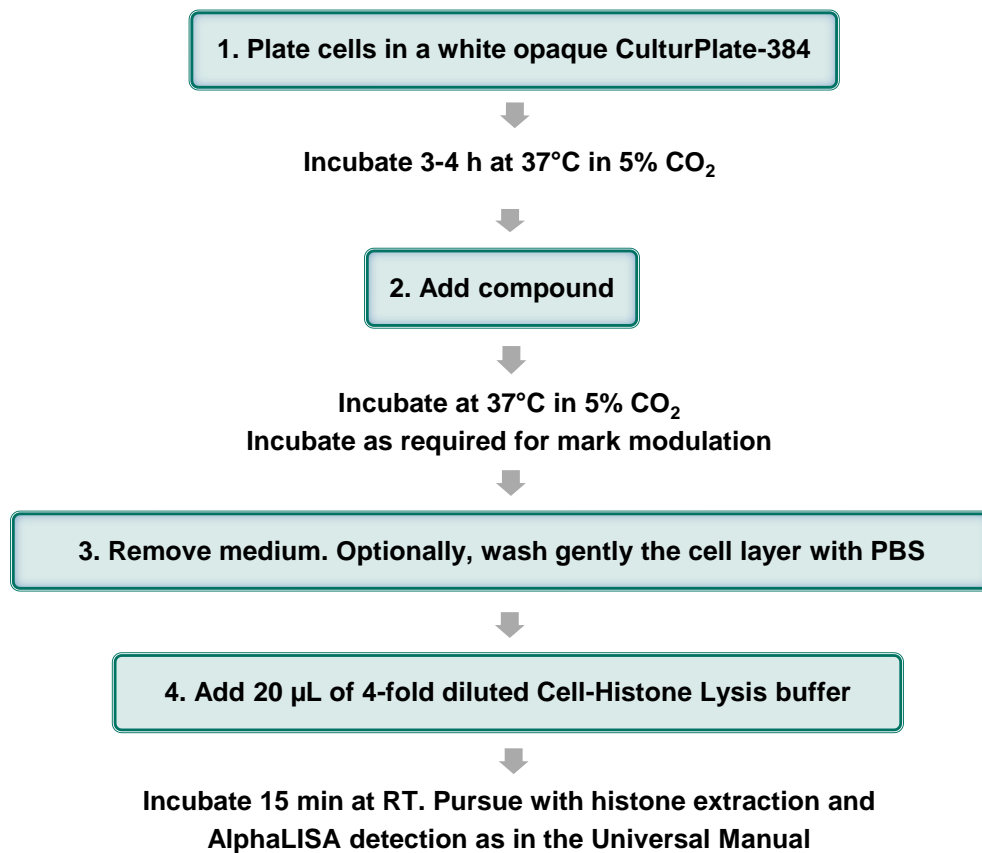 1. Plate cells in a white opaque CulturPlate-384
Incubate 3-4 h at 37°C in 5% CO₂
2. Add compound
Incubate at 37°C in 5% CO₂
Incubate as required for mark modulation
3. Remove medium. Optionally, wash gently the cell layer with PBS
4. Add 20 µL of 4-fold diluted Cell-Histone Lysis buffer
Incubate 15 min at RT. Pursue with histone extraction and
AlphaLISA detection as in the Universal Manual